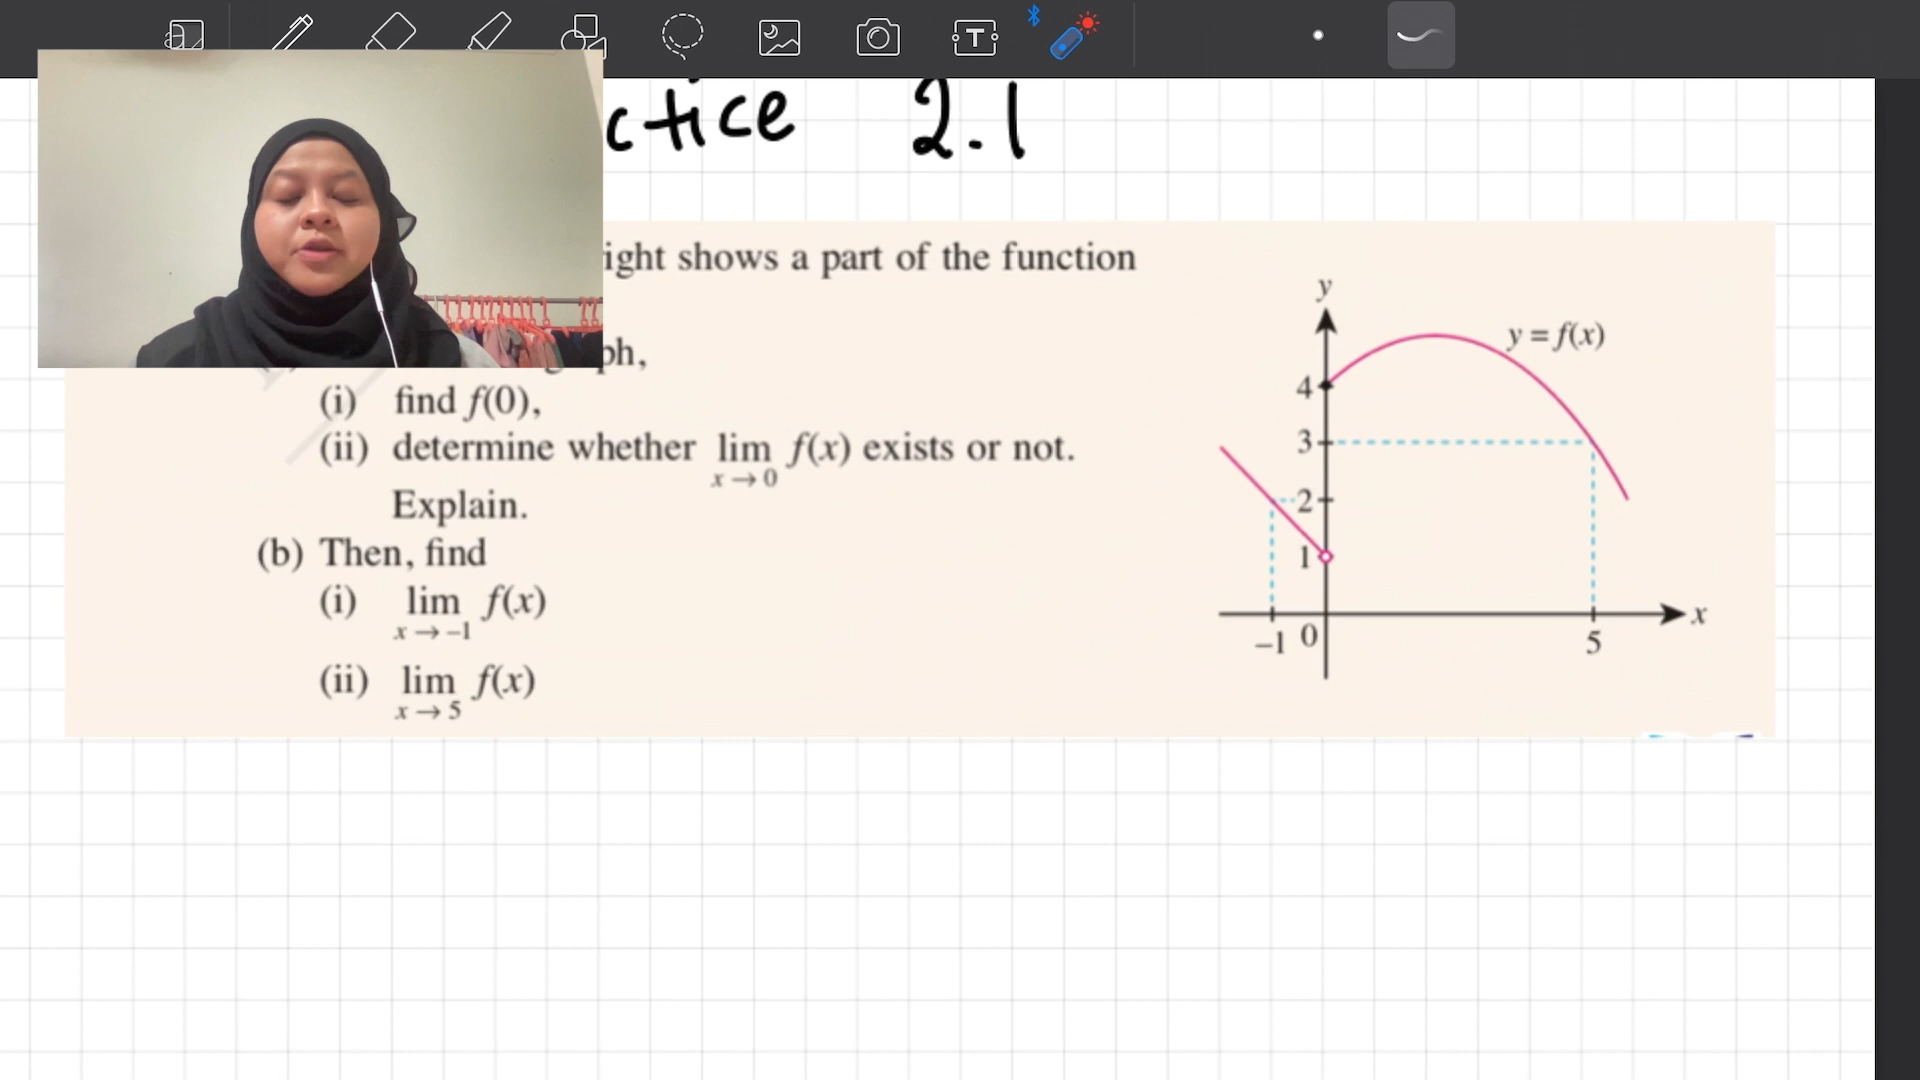 ctice 2.1
ight shows a part of the function
ph,
(i) find f(0),
(ii) determine whether lim f(x) exists or not.
x → 0
Explain.
(b) Then, find
(i) lim f(x)
x → –1
(ii) lim f(x)
x → 5
y
y = f(x)
4
3
2
1
–1 0 5 x